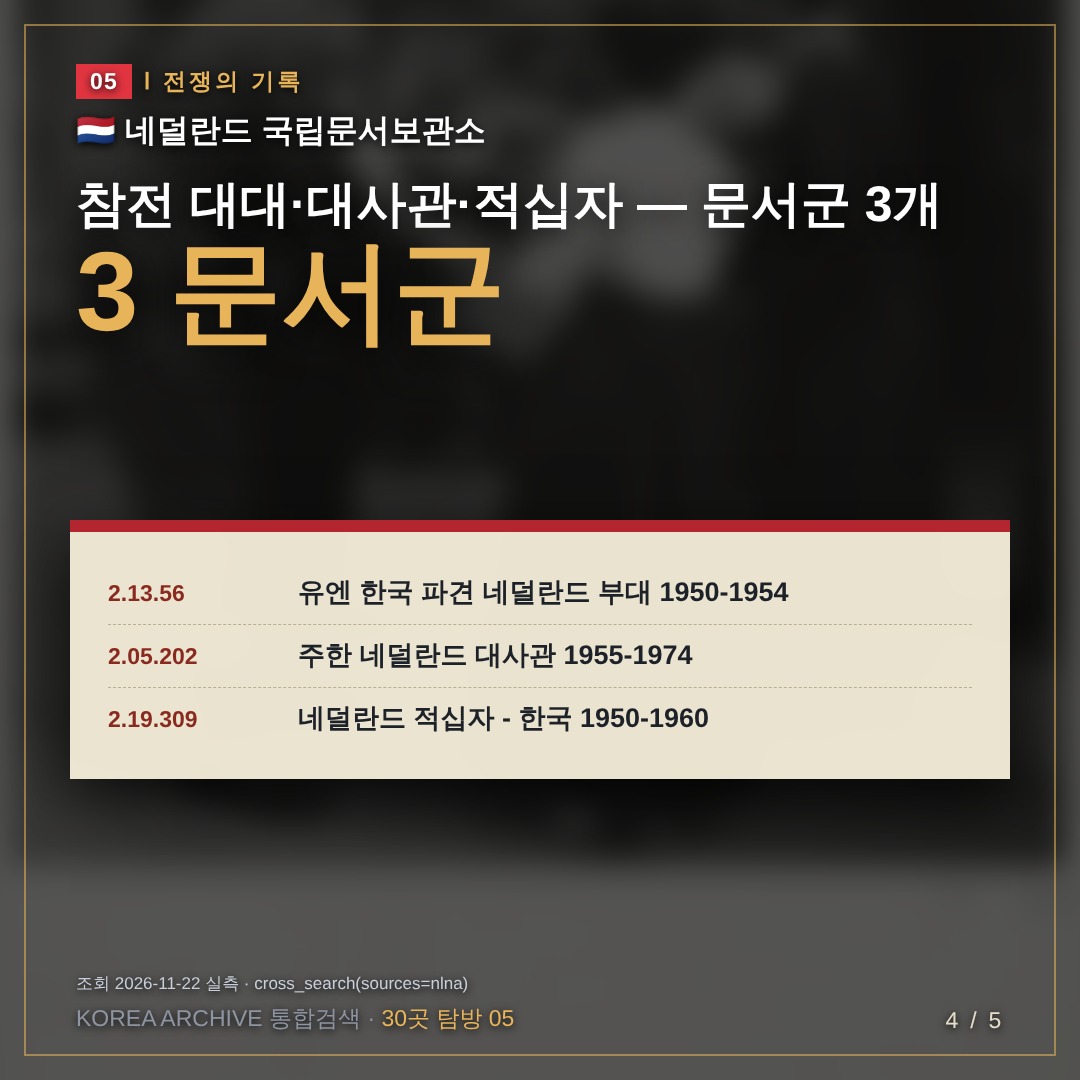 05 | 전쟁의 기록
🇳🇱 네덜란드 국립문서보관소
참전 대대·대사관·적십자 — 문서군 3개
3 문서군
2.13.56 유엔 한국 파견 네덜란드 부대 1950-1954
2.05.202 주한 네덜란드 대사관 1955-1974
2.19.309 네덜란드 적십자 - 한국 1950-1960
조회 2026-11-22 실측 · cross_search(sources=nlna)
KOREA ARCHIVE 통합검색 · 30곳 탐방 05
4 / 5